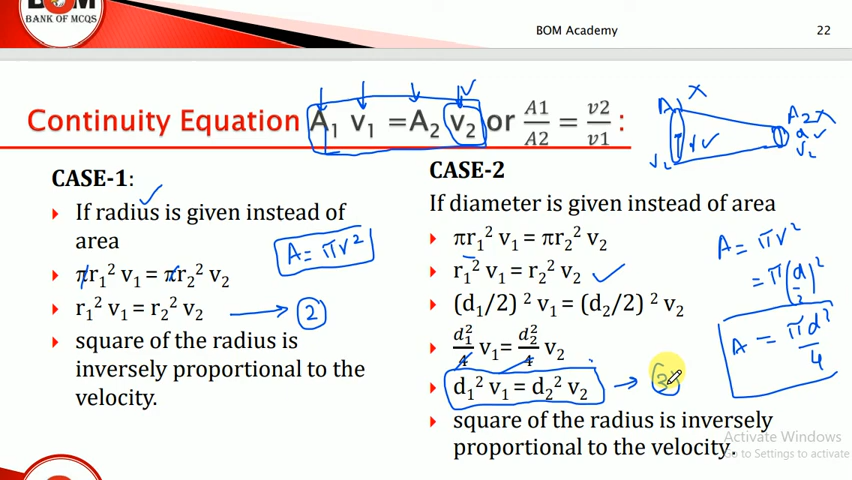 BOM
BANK OF MCQS
BOM Academy
22
Continuity Equation A₁ v₁ =A₂ v₂ or A1/A2 = v2/v1 :
A₁ X
A₂ X
d ✓
d ✓
V₂
CASE-1:
If radius is given instead of
area
A = πr²
πr₁² v₁ = πr₂² v₂
r₁² v₁ = r₂² v₂ → 2
square of the radius is
inversely proportional to the
velocity.
CASE-2
If diameter is given instead of area
πr₁² v₁ = πr₂² v₂
r₁² v₁ = r₂² v₂ ✓
(d₁/2) ² v₁ = (d₂/2) ² v₂
d₁²/4 v₁ = d₂²/4 v₂
d₁² v₁ = d₂² v₂ → 3
square of the radius is inversely
proportional to the velocity.
A = πr²
= π(d/2)²
A = πd²/4
Activate Windows
Go to Settings to activate